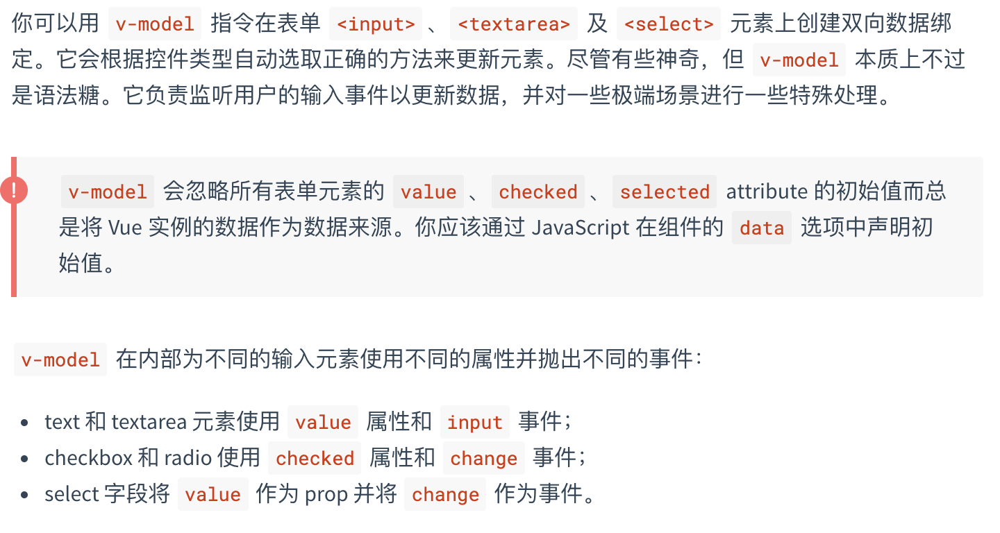 你可以用 v-model 指令在表单 <input> 、 <textarea> 及 <select> 元素上创建双向数据绑
定。它会根据控件类型自动选取正确的方法来更新元素。尽管有些神奇，但 v-model 本质上不过
是语法糖。它负责监听用户的输入事件以更新数据，并对一些极端场景进行一些特殊处理。
!
v-model 会忽略所有表单元素的 value 、 checked 、 selected attribute 的初始值而总
是将 Vue 实例的数据作为数据来源。你应该通过 JavaScript 在组件的 data 选项中声明初
始值。
v-model 在内部为不同的输入元素使用不同的属性并抛出不同的事件：
• text 和 textarea 元素使用 value 属性和 input 事件；
• checkbox 和 radio 使用 checked 属性和 change 事件；
• select 字段将 value 作为 prop 并将 change 作为事件。